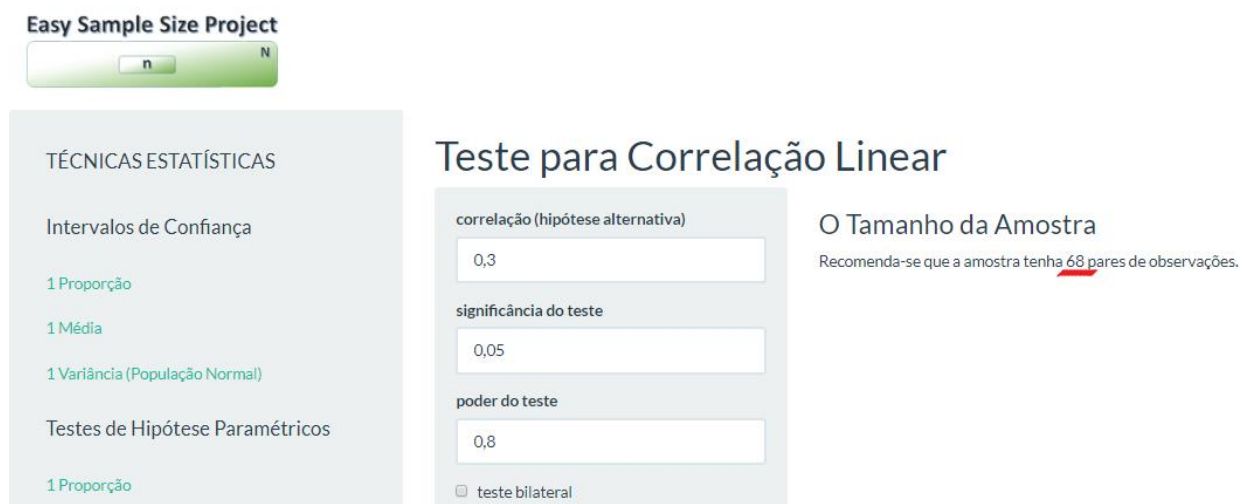 Easy Sample Size Project
n
N
TÉCNICAS ESTATÍSTICAS
Intervalos de Confiança
1 Proporção
1 Média
1 Variância (População Normal)
Testes de Hipótese Paramétricos
1 Proporção
Teste para Correlação Linear
correlação (hipótese alternativa)
0,3
significância do teste
0,05
poder do teste
0,8
teste bilateral
O Tamanho da Amostra
Recomenda-se que a amostra tenha 68 pares de observações.